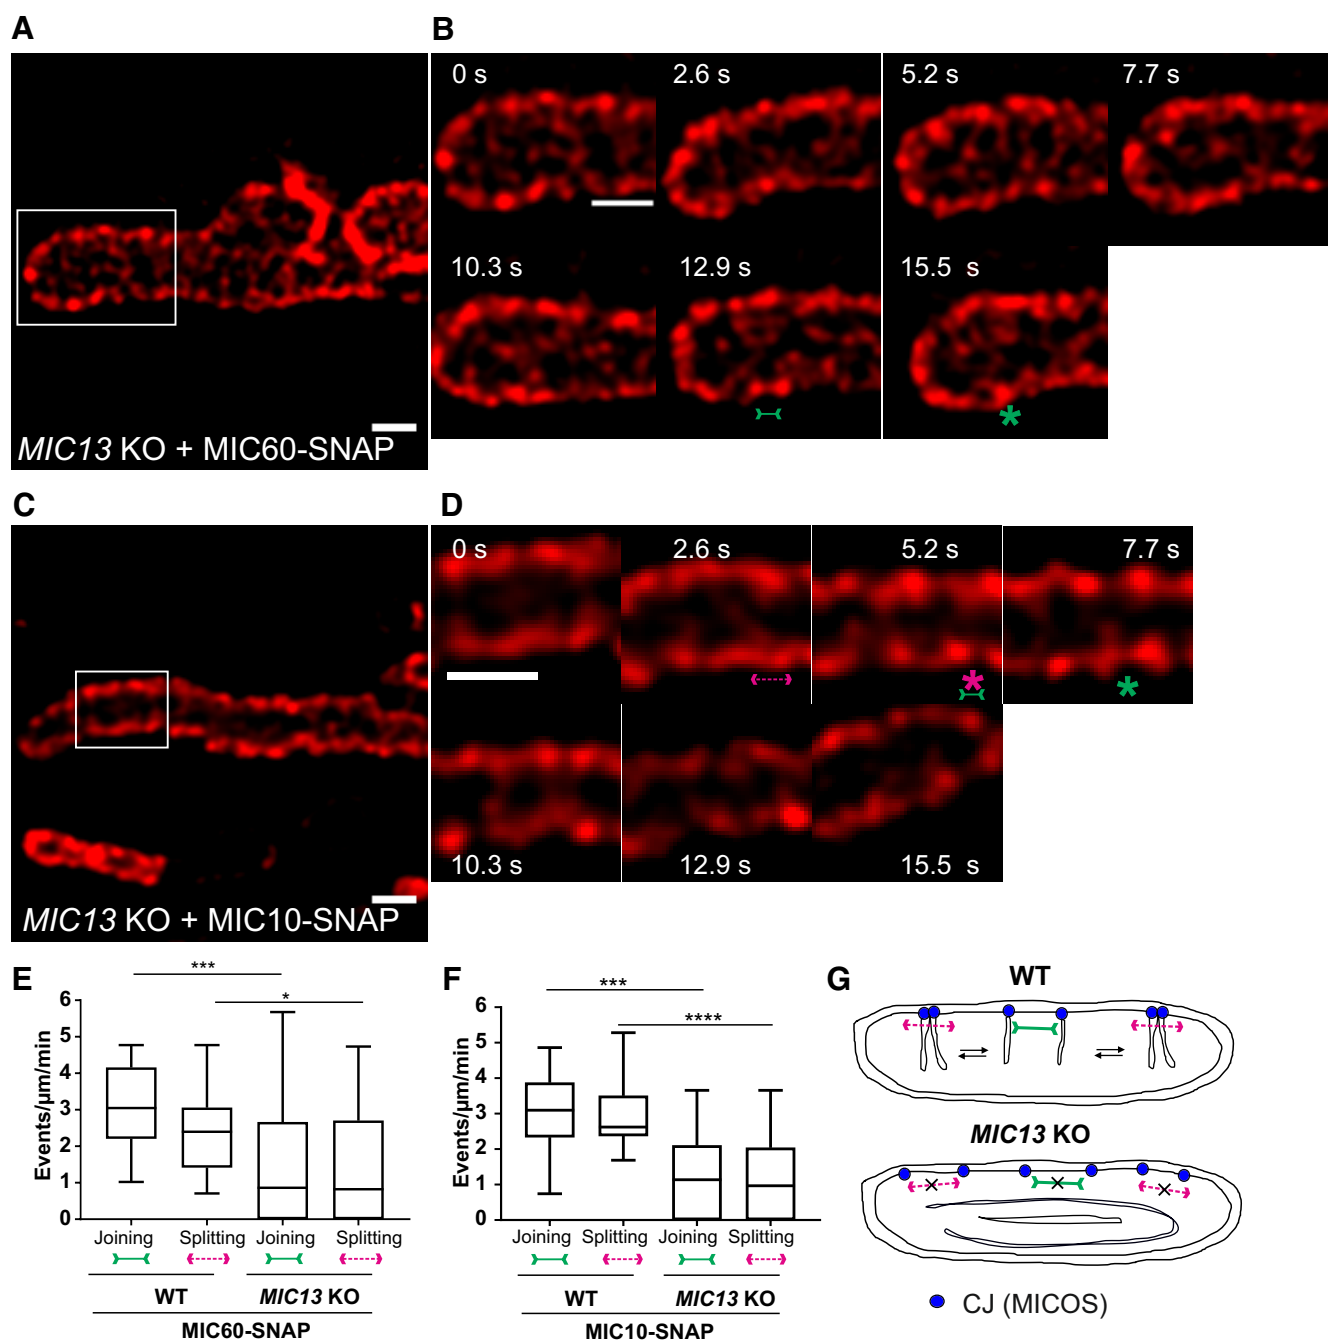 A
B
0 s
2.6 s
5.2 s
7.7 s
10.3 s
12.9 s
15.5 s
*
MIC13 KO + MIC60-SNAP
C
D
0 s
2.6 s
5.2 s
7.7 s
*
*
10.3 s
12.9 s
15.5 s
MIC13 KO + MIC10-SNAP
E
***
*
Events/µm/min
6
5
4
3
2
1
0
Joining
Splitting
Joining
Splitting
WT
MIC13 KO
MIC60-SNAP
F
***
****
Events/µm/min
6
5
4
3
2
1
0
Joining
Splitting
Joining
Splitting
WT
MIC13 KO
MIC10-SNAP
G
WT
MIC13 KO
CJ (MICOS)